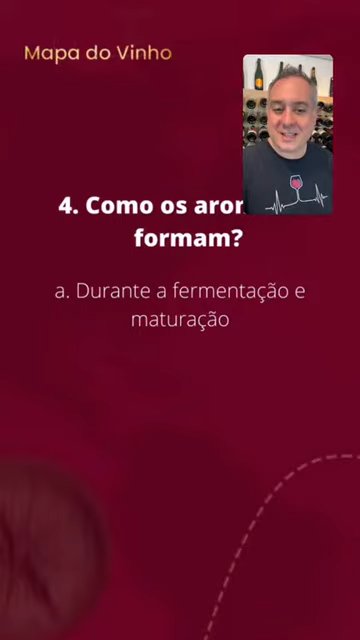 Mapa do Vinho
4. Como os
formam?
a. Durante a fermentação e
maturação